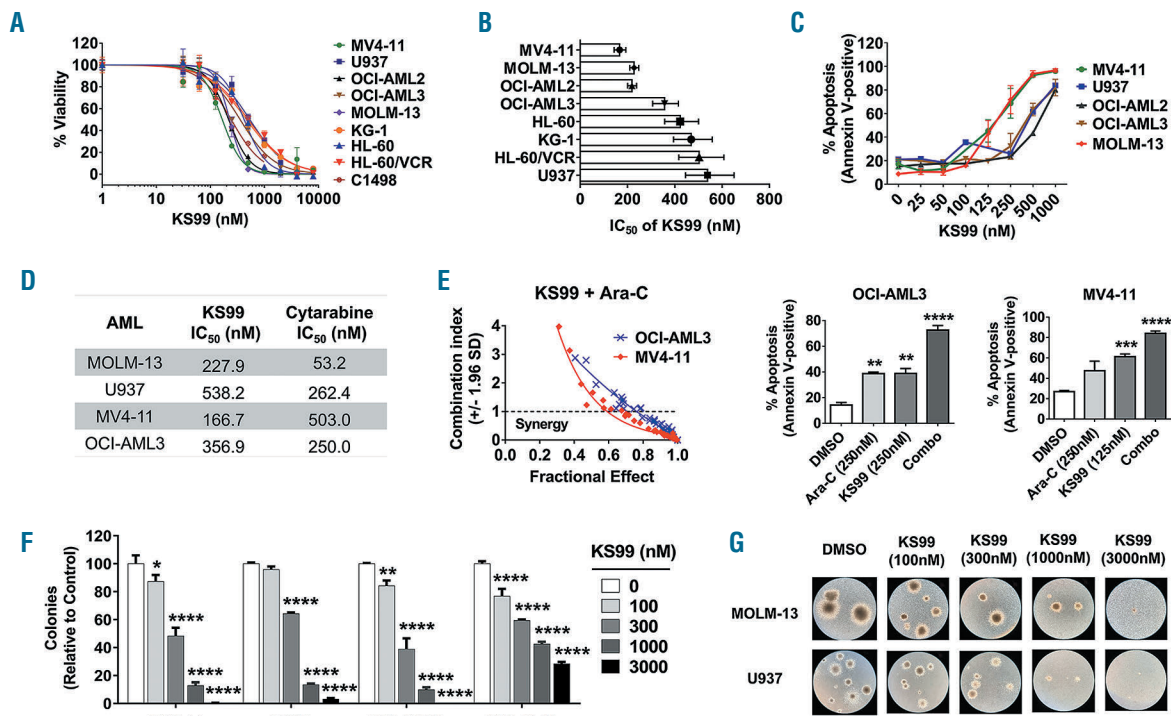 A
% Viability
120
100
80
60
40
20
0
1
10
100
1000
10000
KS99 (nM)
MV4-11
U937
OCI-AML2
OCI-AML3
MOLM-13
KG-1
HL-60
HL-60/VCR
C1498
B
MV4-11
MOLM-13
OCI-AML2
OCI-AML3
HL-60
KG-1
HL-60/VCR
U937
0 200 400 600 800
IC50 of KS99 (nM)
C
% Apoptosis
(Annexin V-positive)
120
100
80
60
40
20
0
0 25 50 100 125 250 500 1000
KS99 (nM)
MV4-11
U937
OCI-AML2
OCI-AML3
MOLM-13
D
AML KS99 IC50 (nM) Cytarabine IC50 (nM)
MOLM-13 227.9 53.2
U937 538.2 262.4
MV4-11 166.7 503.0
OCI-AML3 356.9 250.0
E
KS99 + Ara-C
Combination index
(+/- 1.96 SD)
4
3
2
1
0
0.0 0.2 0.4 0.6 0.8 1.0
Fractional Effect
Synergy
OCI-AML3
MV4-11
OCI-AML3
% Apoptosis
(Annexin V-positive)
80
60
40
20
0
** ** ****
DMSO
Ara-C (250nM)
KS99 (250nM)
Combo
MV4-11
% Apoptosis
(Annexin V-positive)
100
80
60
40
20
0
*** ****
DMSO
Ara-C (250nM)
KS99 (125nM)
Combo
F
Colonies
(Relative to Control)
120
100
80
60
40
20
0
* **** **** ****
**** **** ****
** **** **** ****
**** **** **** ****
KS99 (nM)
0
100
300
1000
3000
G
DMSO
KS99
(100nM)
KS99
(300nM)
KS99
(1000nM)
KS99
(3000nM)
MOLM-13
U937